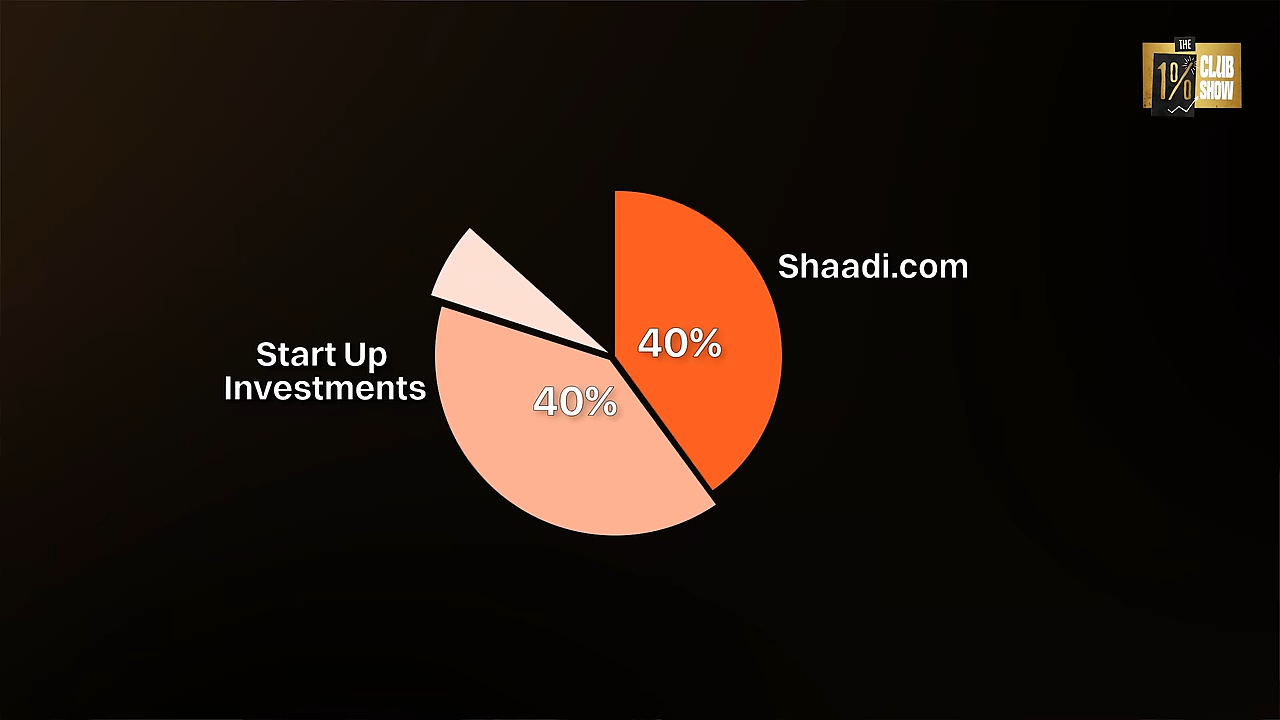 THE
1% CLUB
SHOW
Shaadi.com
40%
Start Up
Investments
40%